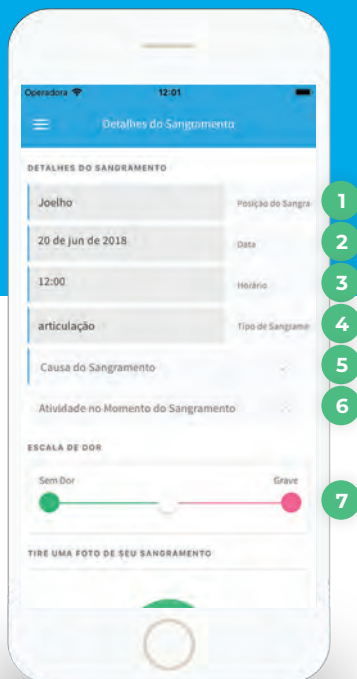 Operadora 12:01
Detalhes do Sangramento
DETALHES DO SANGRAMENTO
Joelho Posição do Sangra 1
20 de jun de 2018 Data 2
12:00 Horário 3
articulação Tipo de Sangrame 4
Causa do Sangramento 5
Atividade no Momento do Sangramento 6
ESCALA DE DOR
Sem Dor Grave
7
TIRE UMA FOTO DE SEU SANGRAMENTO